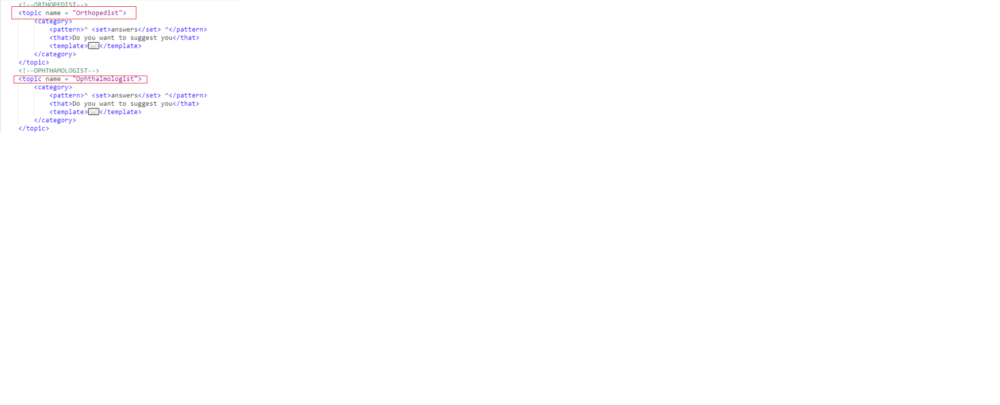 <!--ORTHOPEDIST-->
<topic name = "Orthopedist">
<category>
<pattern>^ <set>answers</set> ^</pattern>
<that>Do you want to suggest you</that>
<template></template>
</category>
</topic>
<!--OPHTHAMOLOGIST-->
<topic name = "Ophthalmologist">
<category>
<pattern>^ <set>answers</set> ^</pattern>
<that>Do you want to suggest you</that>
<template></template>
</category>
</topic>